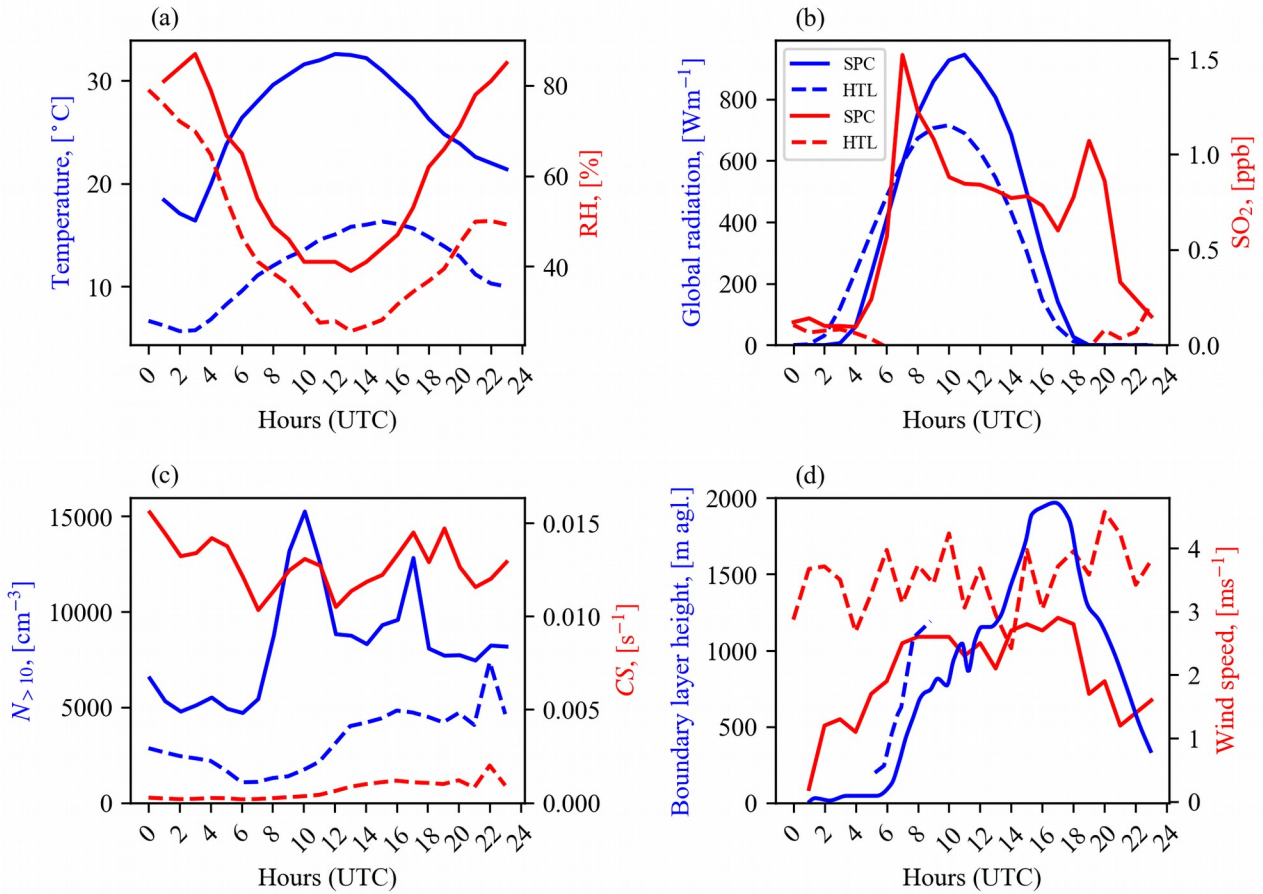 (a)
Temperature, [°C]
30
20
10
80
60
40
RH, [%]
0 2 4 6 8 10 12 14 16 18 20 22 24
Hours (UTC)
(b)
Global radiation, [Wm⁻¹]
800
600
400
200
0
SPC
HTL
SPC
HTL
1.5
1.0
0.5
0.0
SO₂, [ppb]
0 2 4 6 8 10 12 14 16 18 20 22 24
Hours (UTC)
(c)
N > 10, [cm⁻³]
15000
10000
5000
0
0.015
0.010
0.005
0.000
CS, [s⁻¹]
0 2 4 6 8 10 12 14 16 18 20 22 24
Hours (UTC)
(d)
Boundary layer height, [m agl.]
2000
1500
1000
500
0
4
3
2
1
0
Wind speed, [ms⁻¹]
0 2 4 6 8 10 12 14 16 18 20 22 24
Hours (UTC)